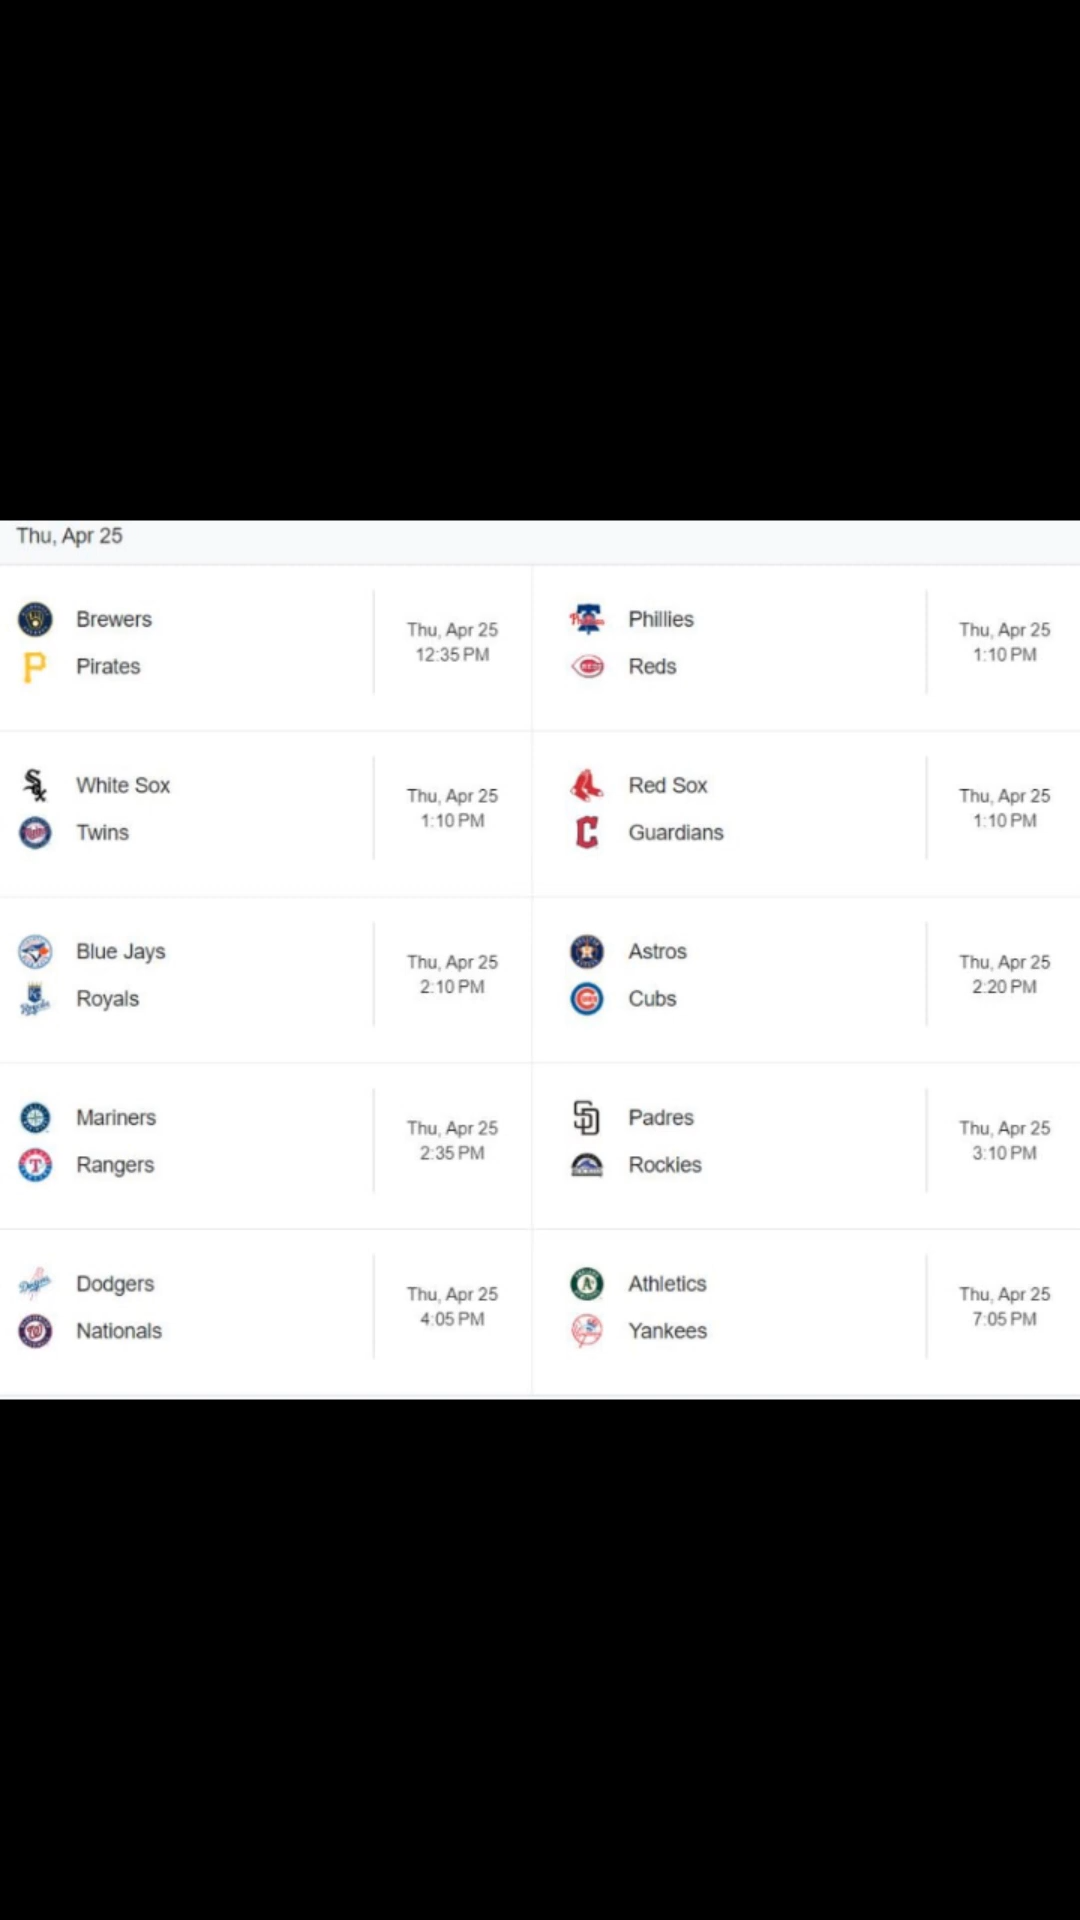 Thu, Apr 25
Brewers
Pirates
Thu, Apr 25
12:35 PM
Phillies
Reds
Thu, Apr 25
1:10 PM
White Sox
Twins
Thu, Apr 25
1:10 PM
Red Sox
Guardians
Thu, Apr 25
1:10 PM
Blue Jays
Royals
Thu, Apr 25
2:10 PM
Astros
Cubs
Thu, Apr 25
2:20 PM
Mariners
Rangers
Thu, Apr 25
2:35 PM
Padres
Rockies
Thu, Apr 25
3:10 PM
Dodgers
Nationals
Thu, Apr 25
4:05 PM
Athletics
Yankees
Thu, Apr 25
7:05 PM